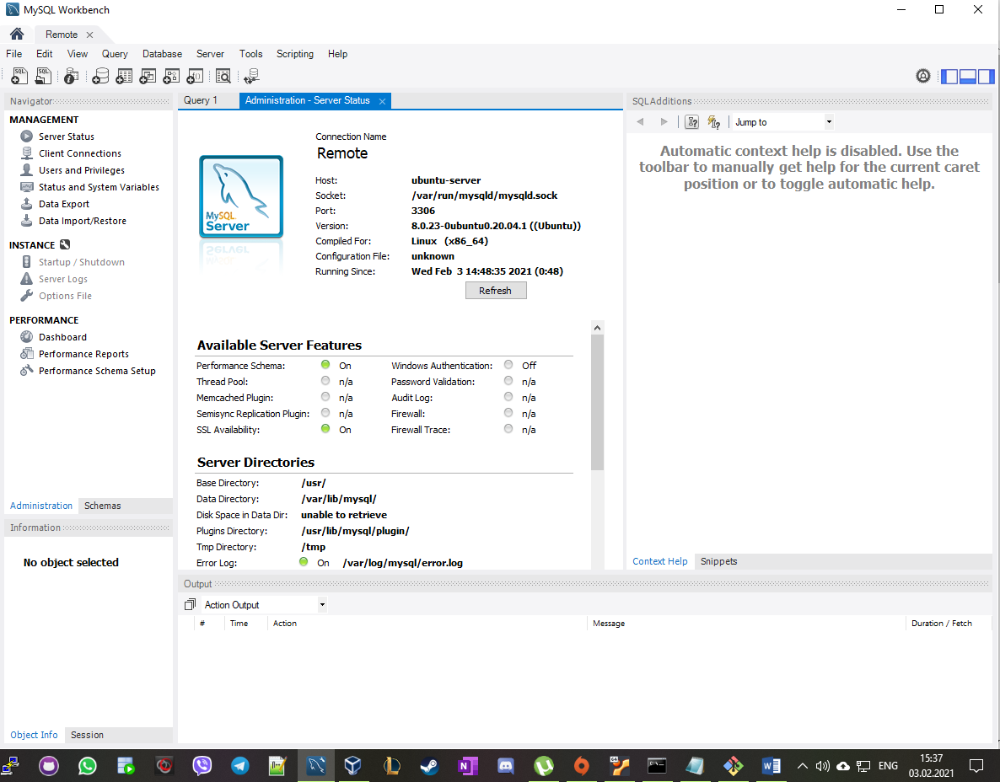 MySQL Workbench
Remote
File Edit View Query Database Server Tools Scripting Help
Navigator
MANAGEMENT
Server Status
Client Connections
Users and Privileges
Status and System Variables
Data Export
Data Import/Restore
INSTANCE
Startup / Shutdown
Server Logs
Options File
PERFORMANCE
Dashboard
Performance Reports
Performance Schema Setup
Administration Schemas
Information
No object selected
Object Info Session
Query 1 Administration - Server Status
MySQL
Server
Connection Name
Remote
Host: ubuntu-server
Socket: /var/run/mysqld/mysqld.sock
Port: 3306
Version: 8.0.23-0ubuntu0.20.04.1 ((Ubuntu))
Compiled For: Linux (x86_64)
Configuration File: unknown
Running Since: Wed Feb 3 14:48:35 2021 (0:48)
Refresh
Available Server Features
Performance Schema: On Windows Authentication: Off
Thread Pool: n/a Password Validation: n/a
Memcached Plugin: n/a Audit Log: n/a
Semisync Replication Plugin: n/a Firewall: n/a
SSL Availability: On Firewall Trace: n/a
Server Directories
Base Directory: /usr/
Data Directory: /var/lib/mysql/
Disk Space in Data Dir: unable to retrieve
Plugins Directory: /usr/lib/mysql/plugin/
Tmp Directory: /tmp
Error Log: On /var/log/mysql/error.log
SQLAdditions
Jump to
Automatic context help is disabled. Use the
toolbar to manually get help for the current caret
position or to toggle automatic help.
Context Help Snippets
Output
Action Output
# Time Action Message Duration / Fetch
ENG
15:37
03.02.2021